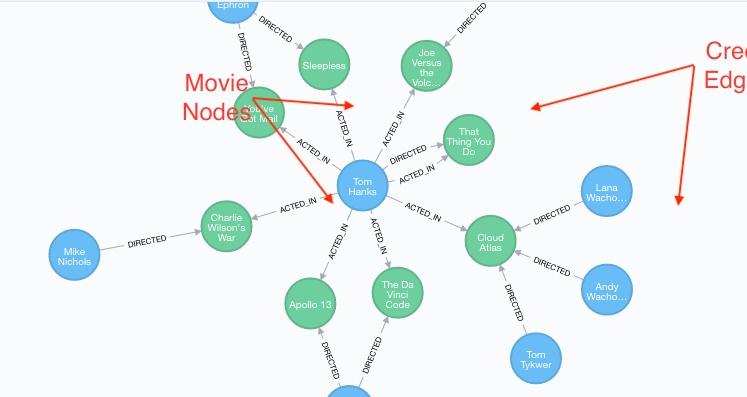 Ephron
DIRECTED
DIRECTED
DIRECTED
Sleepless
Joe
Versus
the
Volc...
Movie
Nodes
Cre
Edg
You've
Got Mail
ACTED_IN
ACTED_IN
ACTED_IN
That
Thing You
Do
DIRECTED
ACTED_IN
Tom
Hanks
Lana
Wacho...
ACTED_IN
ACTED_IN
DIRECTED
Charlie
Wilson's
War
Cloud
Atlas
DIRECTED
Mike
Nichols
ACTED_IN
ACTED_IN
DIRECTED
Andy
Wacho...
Apollo 13
The Da
Vinci
Code
DIRECTED
DIRECTED
DIRECTED
Tom
Tykwer